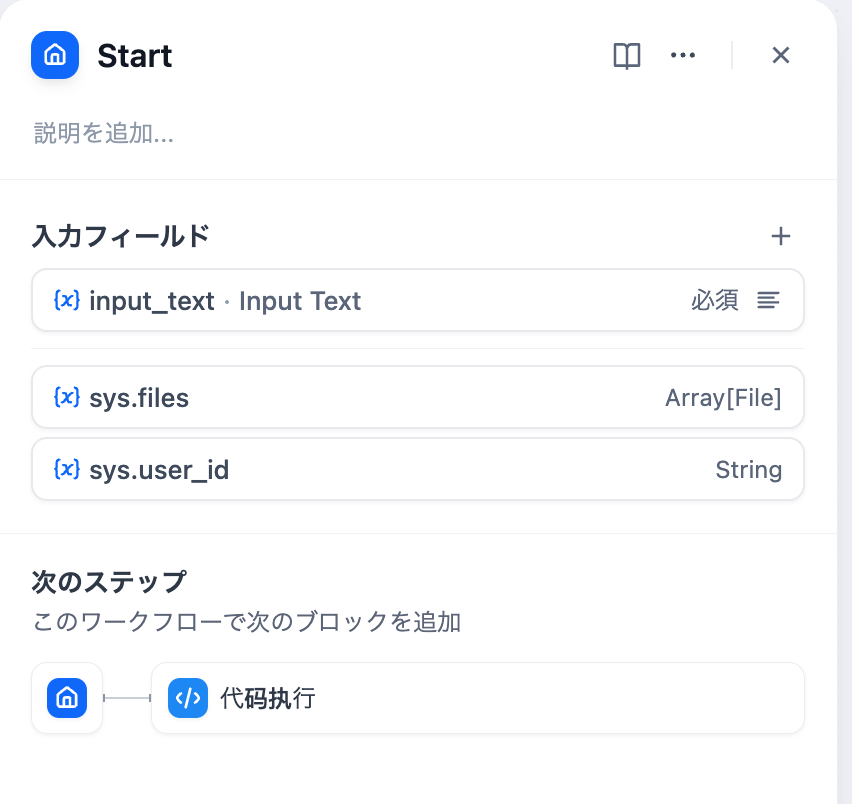 Start
説明を追加...
入力フィールド
{x} input_text · Input Text 必須
{x} sys.files Array[File]
{x} sys.user_id String
次のステップ
このワークフローで次のブロックを追加
代码执行